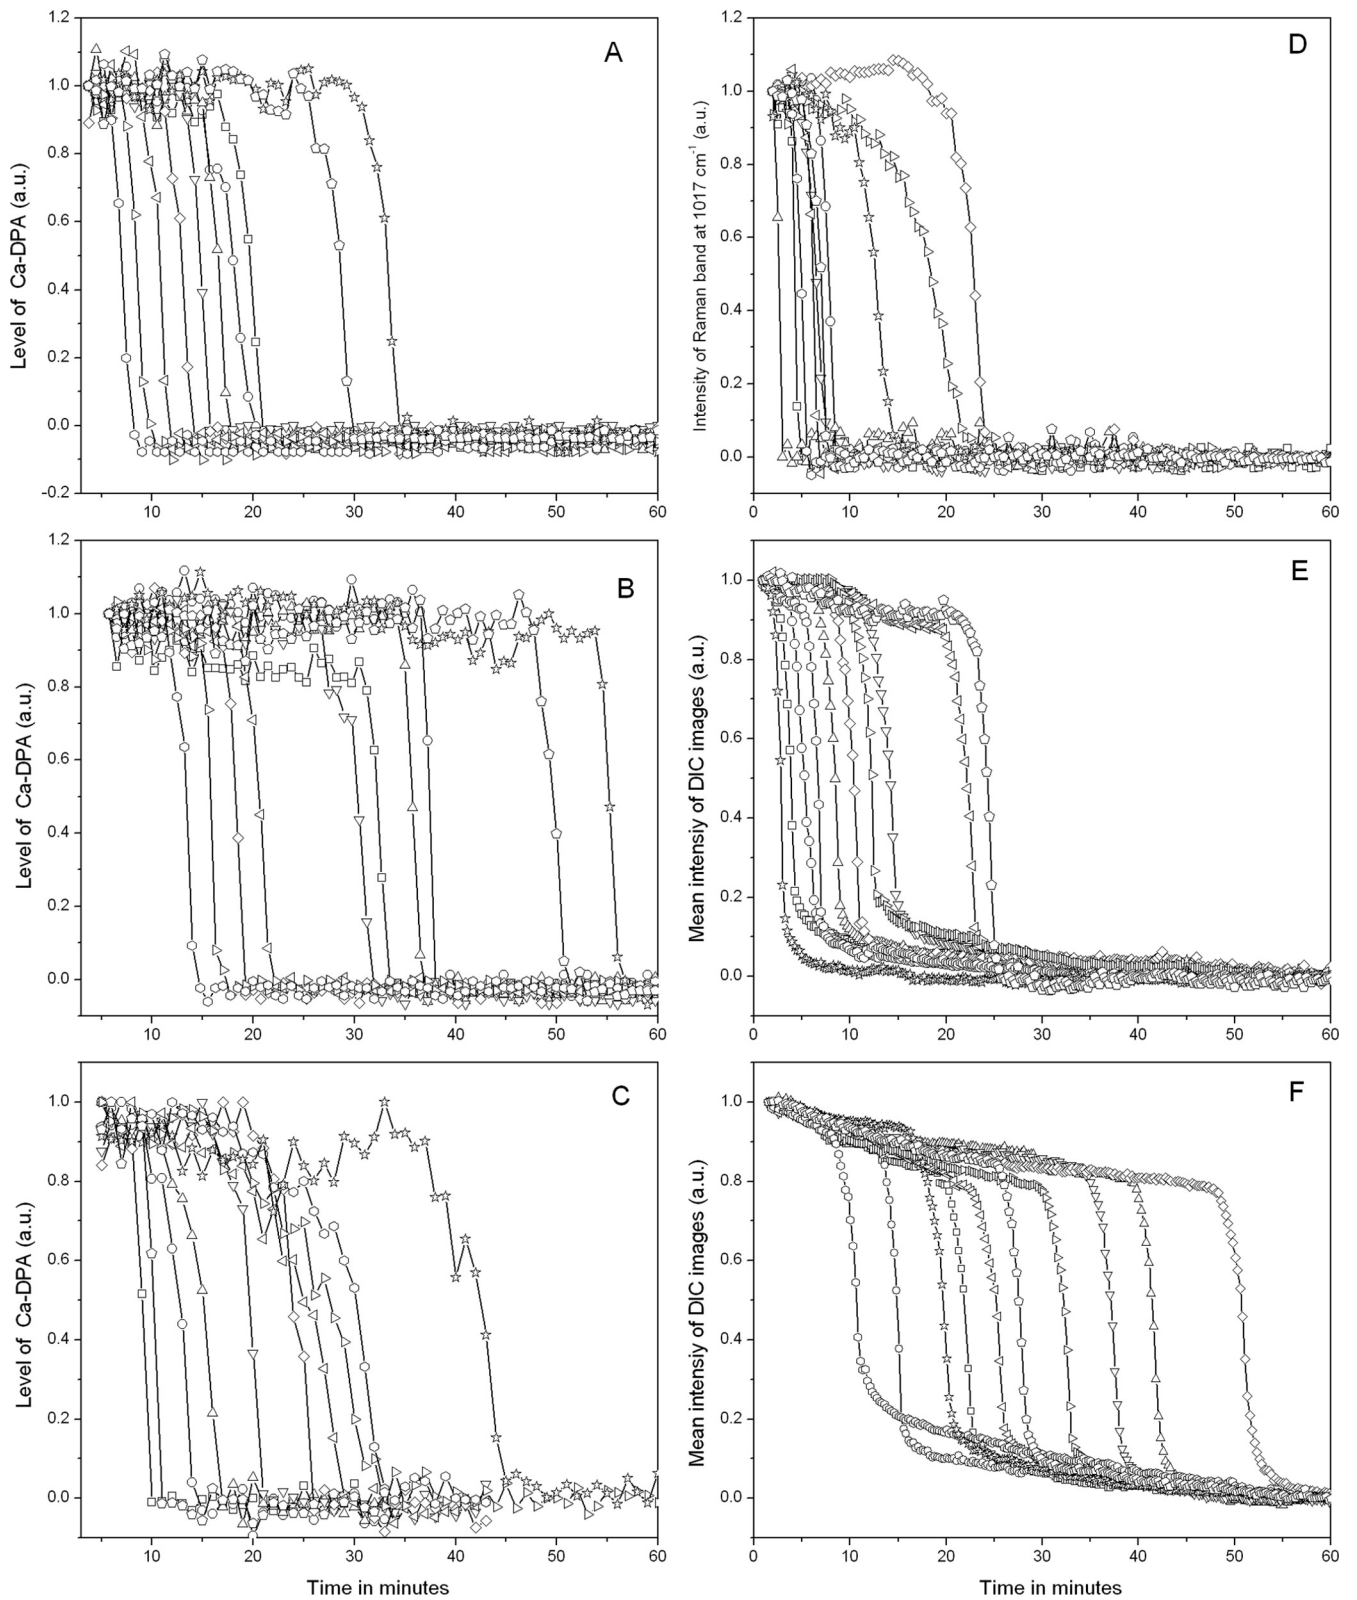 A
Level of Ca-DPA (a.u.)
1.2
1.0
0.8
0.6
0.4
0.2
0.0
-0.2
10 20 30 40 50 60
D
Intensity of Raman band at 1017 cm⁻¹ (a.u.)
1.2
1.0
0.8
0.6
0.4
0.2
0.0
0 10 20 30 40 50 60
B
Level of Ca-DPA (a.u.)
1.2
1.0
0.8
0.6
0.4
0.2
0.0
10 20 30 40 50 60
E
Mean intensiy of DIC images (a.u.)
1.0
0.8
0.6
0.4
0.2
0.0
0 10 20 30 40 50 60
C
Level of Ca-DPA (a.u.)
1.0
0.8
0.6
0.4
0.2
0.0
10 20 30 40 50 60
Time in minutes
F
Mean intensiy of DIC images (a.u.)
1.0
0.8
0.6
0.4
0.2
0.0
0 10 20 30 40 50 60
Time in minutes